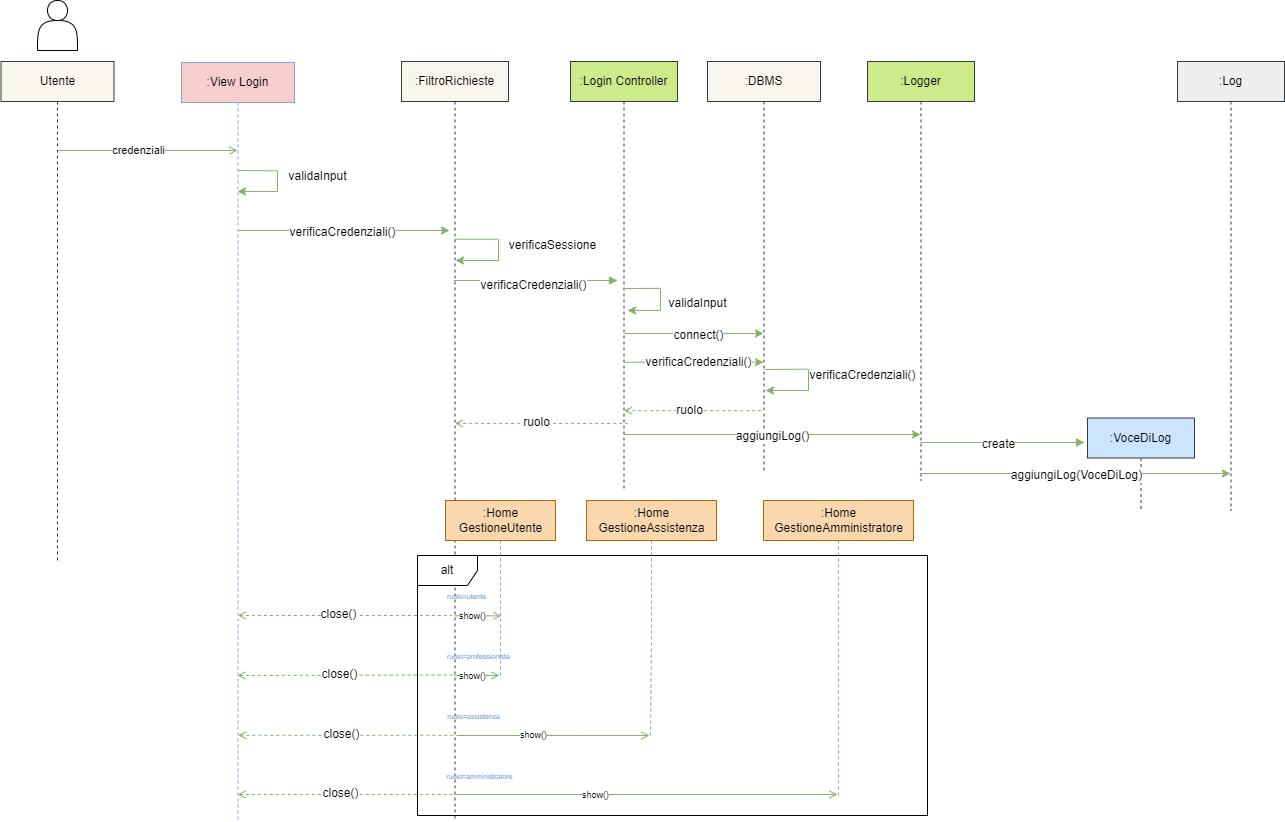 Utente
:View Login
:FiltroRichieste
:Login Controller
:DBMS
:Logger
:Log
credenziali
validaInput
verificaCredenziali()
verificaSessione
verificaCredenziali()
validaInput
connect()
verificaCredenziali()
verificaCredenziali()
ruolo
ruolo
aggiungiLog()
create
:VoceDiLog
aggiungiLog(VoceDiLog)
:Home
GestioneUtente
:Home
GestioneAssistenza
:Home
GestioneAmministratore
alt
ruolo=utente
close()
show()
ruolo=professionista
close()
show()
ruolo=assistenza
close()
show()
ruolo=amministratore
close()
show()